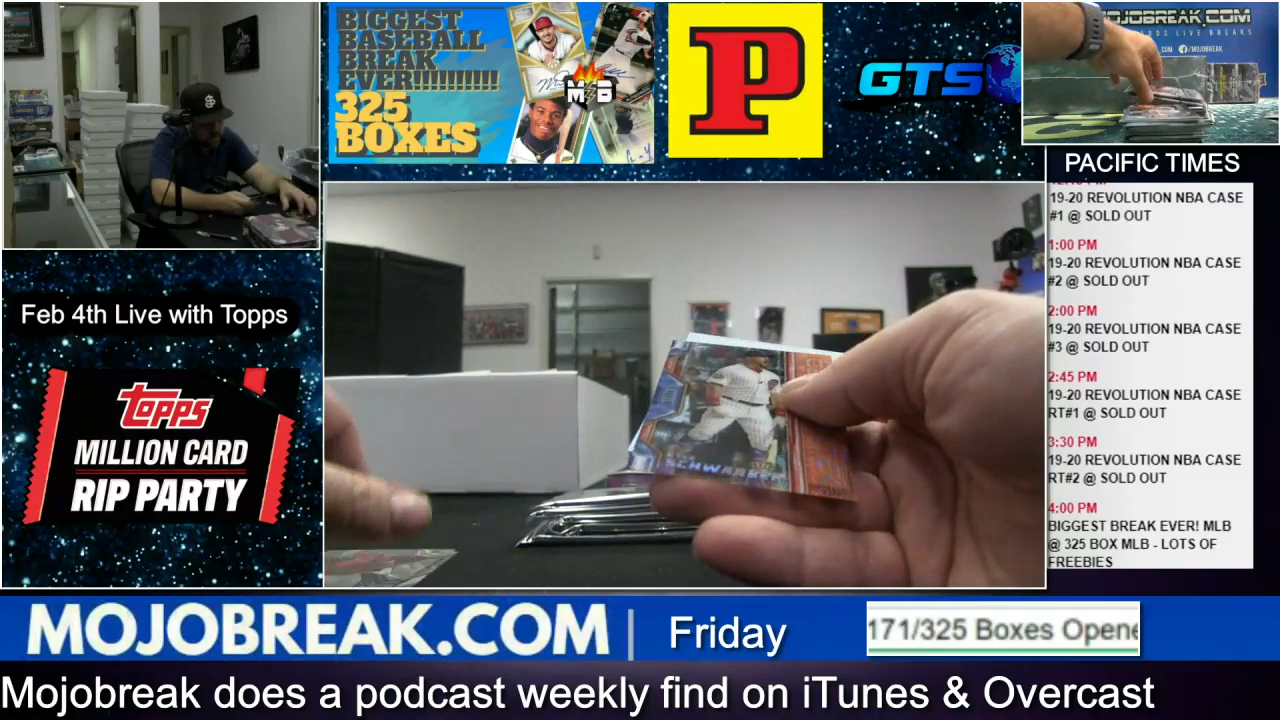 BIGGEST
BASEBALL
BREAK
EVER!!!!!!!!!!!
325
BOXES
MB
P
GTS
MOJOBREAK.COM
LIVE BREAKS
/MOJOBREAK
PACIFIC TIMES
19-20 REVOLUTION NBA CASE
#1 @ SOLD OUT
1:00 PM
19-20 REVOLUTION NBA CASE
#2 @ SOLD OUT
2:00 PM
19-20 REVOLUTION NBA CASE
#3 @ SOLD OUT
2:45 PM
19-20 REVOLUTION NBA CASE
RT#1 @ SOLD OUT
3:30 PM
19-20 REVOLUTION NBA CASE
RT#2 @ SOLD OUT
4:00 PM
BIGGEST BREAK EVER! MLB
@ 325 BOX MLB - LOTS OF
FREEBIES
Feb 4th Live with Topps
topps
MILLION CARD
RIP PARTY
SCHWARBER
MOJOBREAK.COM | Friday
171/325 Boxes Opene
Mojobreak does a podcast weekly find on iTunes & Overcast